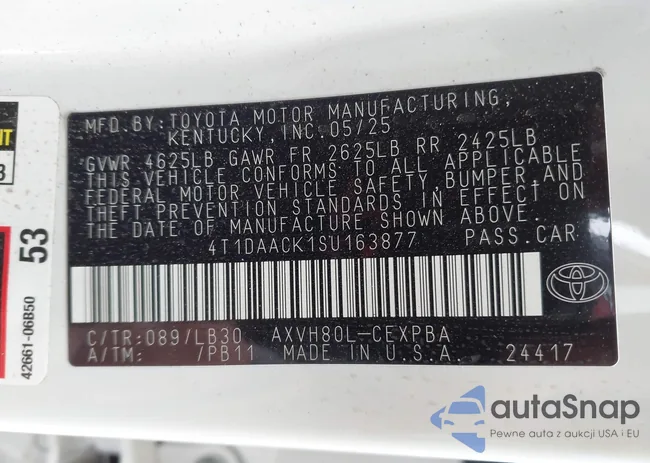 MFD.BY:TOYOTA MOTOR MANUFACTURING,
KENTUCKY, INC.05/25
GVWR 4625LB GAWR FR 2625LB RR 2425LB
THIS VEHICLE CONFORMS TO ALL APPLICABLE
FEDERAL MOTOR VEHICLE SAFETY, BUMPER, AND
THEFT PREVENTION STANDARDS IN EFFECT ON
THE DATE OF MANUFACTURE SHOWN ABOVE.
4T1DAACK1SU163877 PASS.CAR
C/TR:089/LB30 AXVH80L-CEXPBA
A/TM: /PB11 MADE IN U.S.A. 24417
53
42661-06B50
autaSnap
Pewne auta z aukcji USA i EU